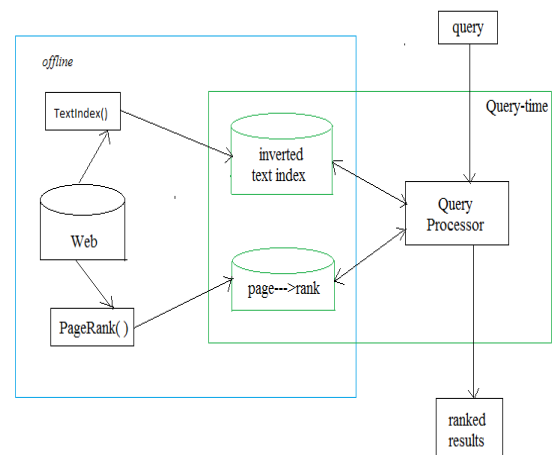 query
offline
Query-time
TextIndex()
inverted
text index
Query
Processor
Web
page--->rank
PageRank( )
ranked
results